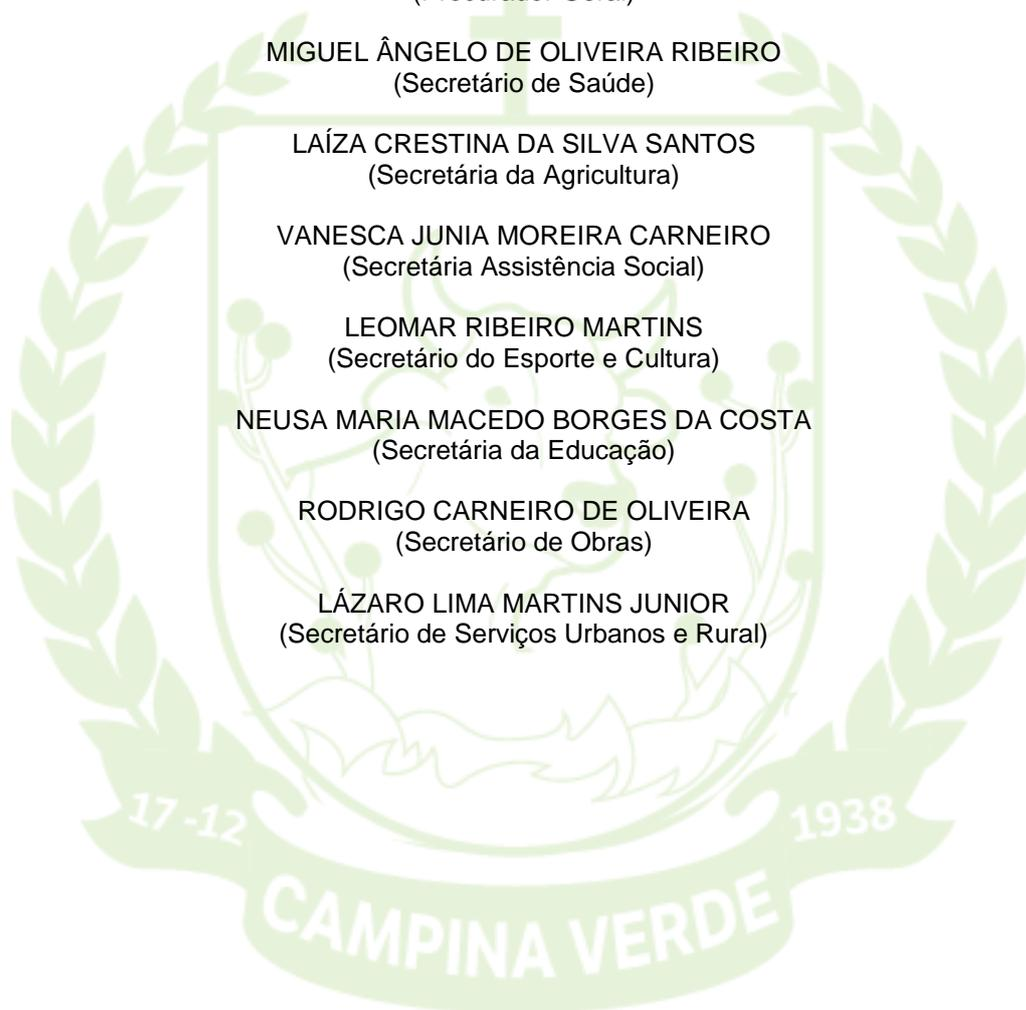 (Procurador Geral)
MIGUEL ÂNGELO DE OLIVEIRA RIBEIRO
(Secretário de Saúde)
LAÍZA CRESTINA DA SILVA SANTOS
(Secretária da Agricultura)
VANESCA JUNIA MOREIRA CARNEIRO
(Secretária Assistência Social)
LEOMAR RIBEIRO MARTINS
(Secretário do Esporte e Cultura)
NEUSA MARIA MACEDO BORGES DA COSTA
(Secretária da Educação)
RODRIGO CARNEIRO DE OLIVEIRA
(Secretário de Obras)
LÁZARO LIMA MARTINS JUNIOR
(Secretário de Serviços Urbanos e Rural)
17-12 1938
CAMPINA VERDE